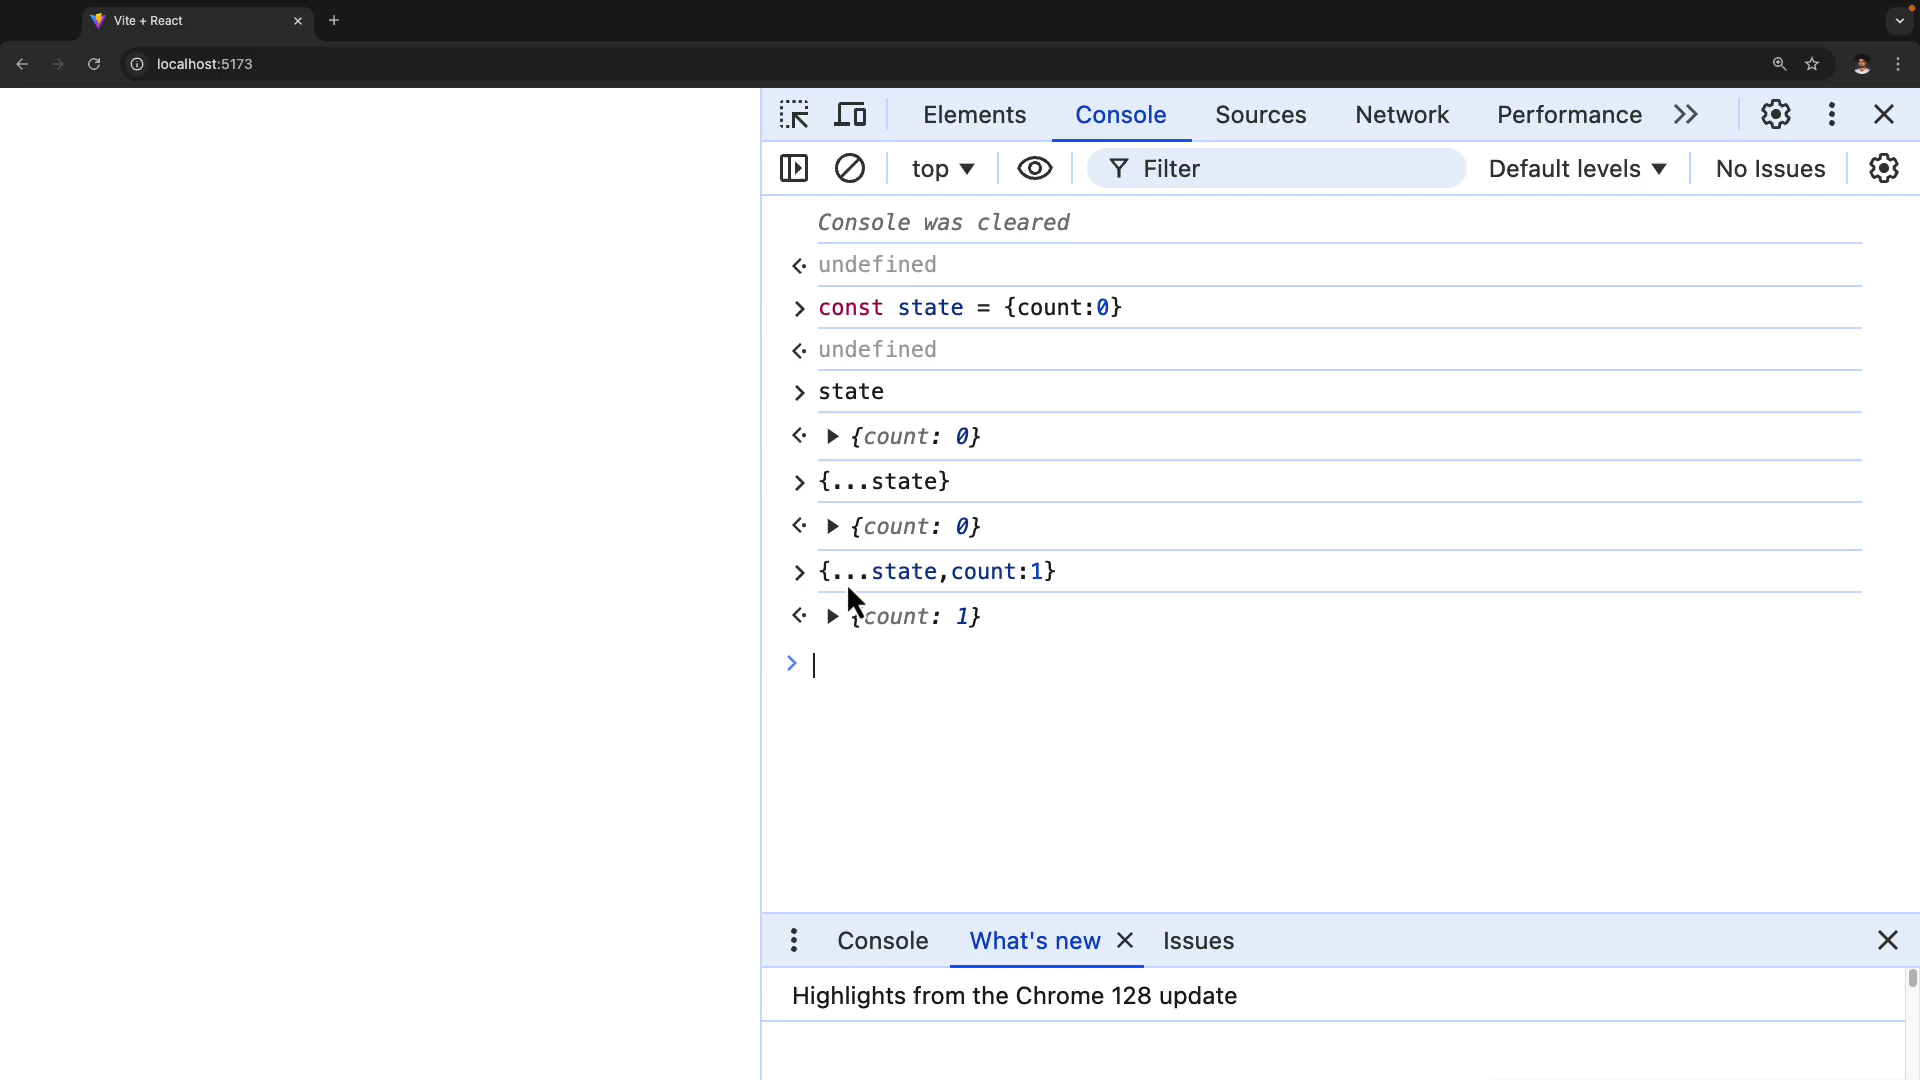 Vite + React
localhost:5173
Elements Console Sources Network Performance
top Filter Default levels No Issues
Console was cleared
undefined
const state = {count:0}
undefined
state
{count: 0}
{...state}
{count: 0}
{...state,count:1}
{count: 1}
Console What's new Issues
Highlights from the Chrome 128 update